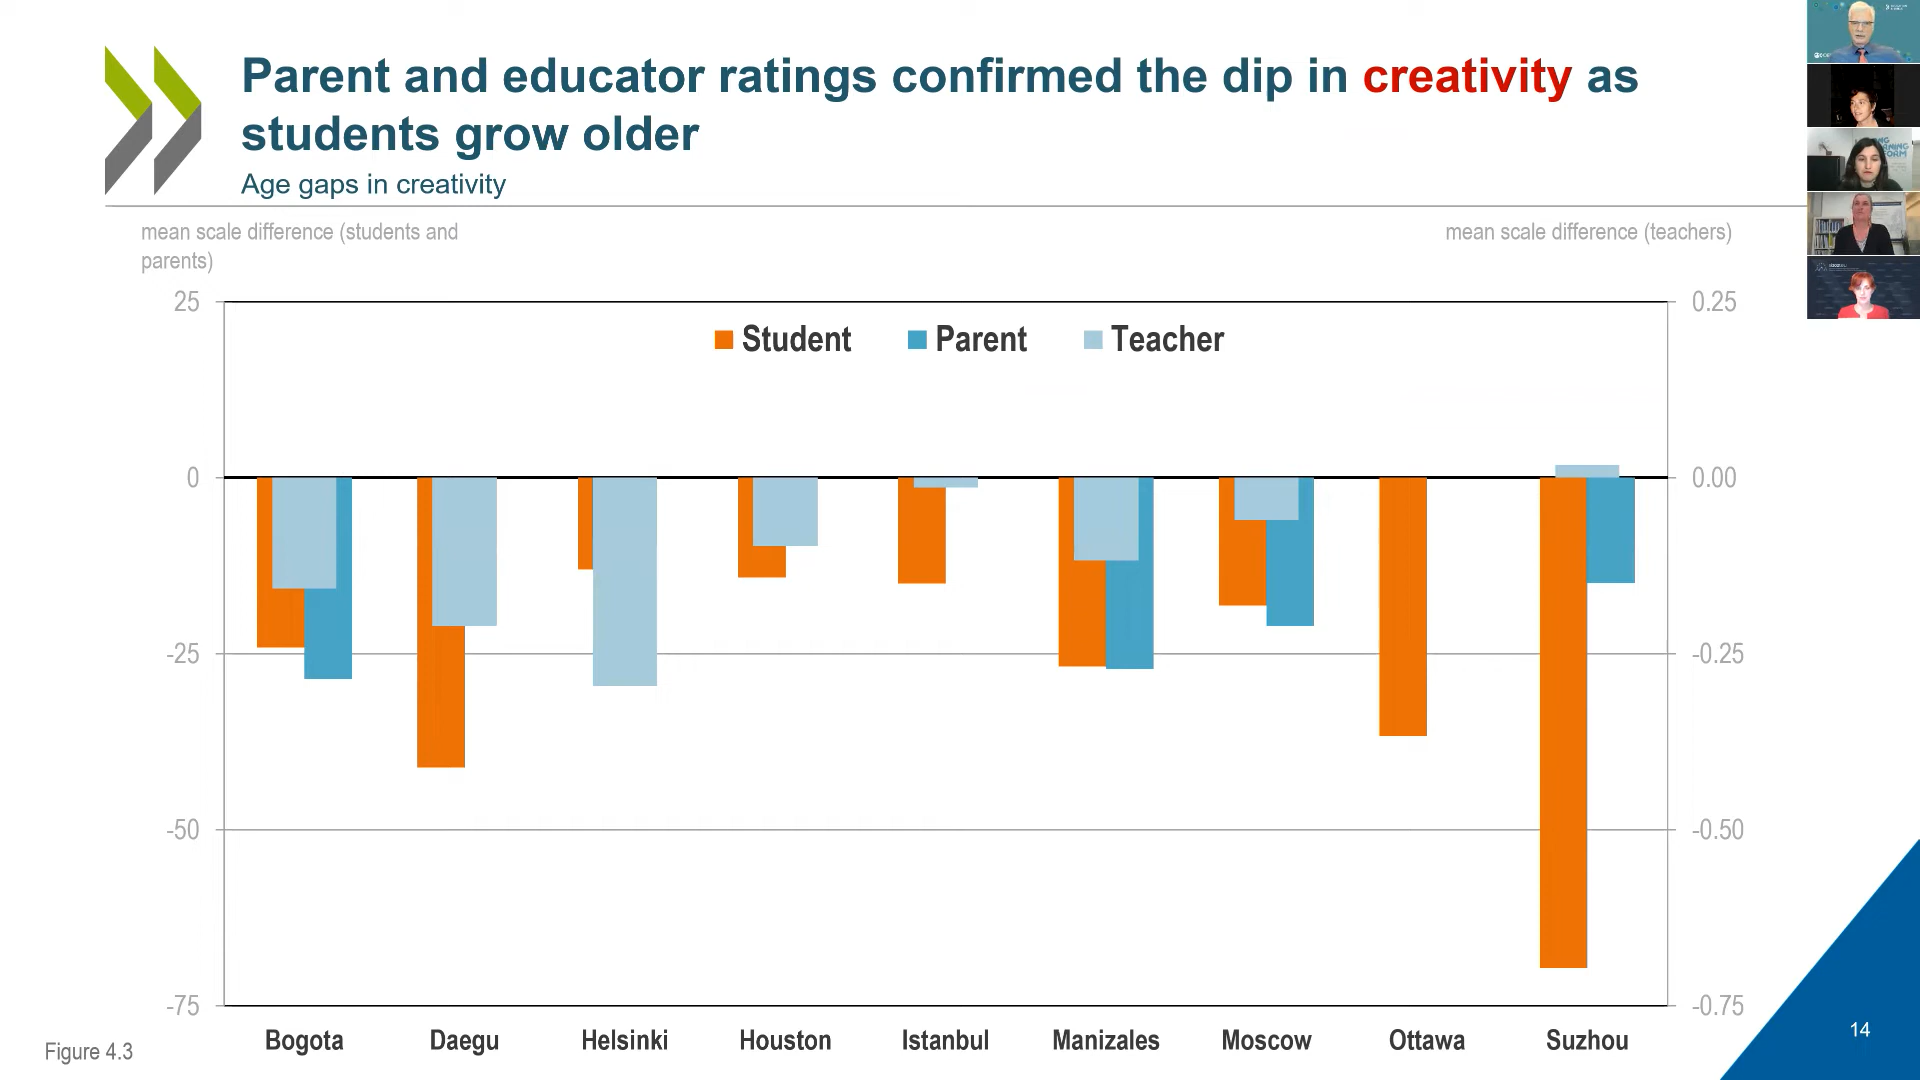 Parent and educator ratings confirmed the dip in creativity as
students grow older
Age gaps in creativity
mean scale difference (students and
parents)
mean scale difference (teachers)
25
0
-25
-50
-75
0.25
0.00
-0.25
-0.50
-0.75
Student
Parent
Teacher
Bogota
Daegu
Helsinki
Houston
Istanbul
Manizales
Moscow
Ottawa
Suzhou
Figure 4.3
14